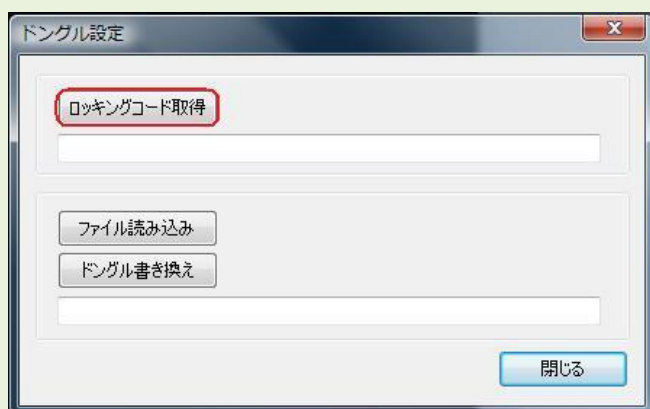 ドングル設定
ロッキングコード取得
ファイル読み込み
ドングル書き換え
閉じる